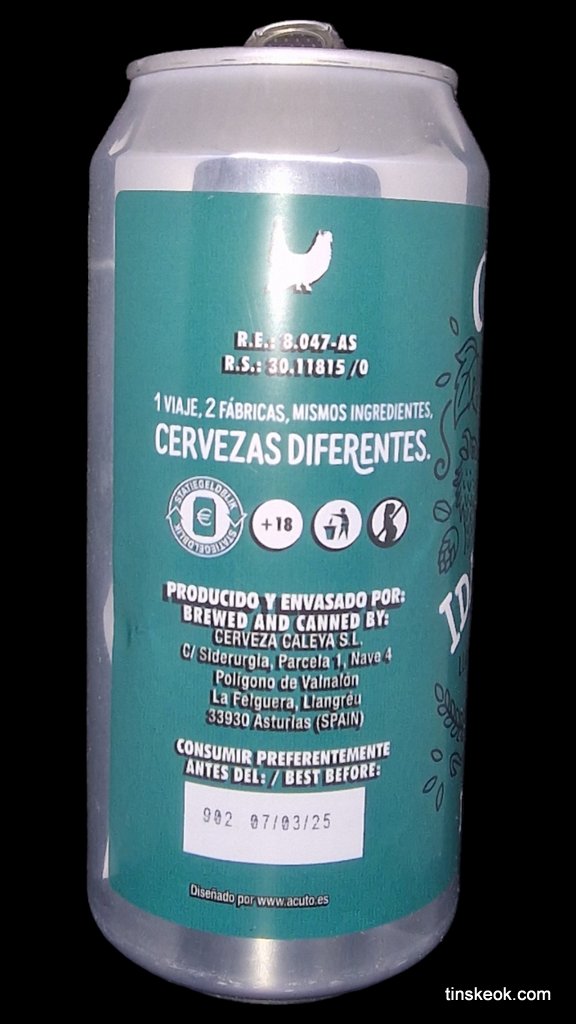 R.E.: 8.047-AS
R.S.: 30.11815 /0
1 VIAJE, 2 FÁBRICAS, MISMOS INGREDIENTES,
CERVEZAS DIFERENTES.
STATIEGELDBLIK
€
STATIEGELDBLIK
+18
PRODUCIDO Y ENVASADO POR:
BREWED AND CANNED BY:
CERVEZA CALEYA S.L.
C/ Siderurgia, Parcela 1, Nave 4
Polígono de Valnalón
La Felguera, Llangréu
33930 Asturias (SPAIN)
CONSUMIR PREFERENTEMENTE
ANTES DEL: / BEST BEFORE:
902 07/03/25
Diseñado por www.acuto.es
tinskeok.com